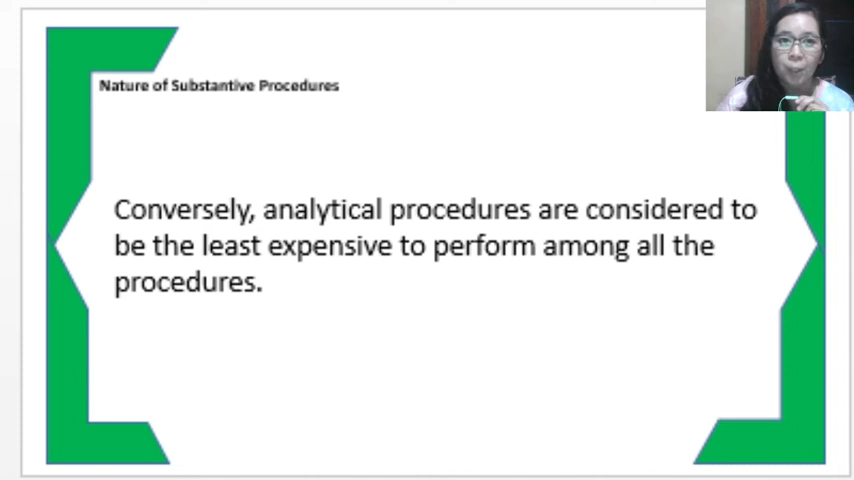 Nature of Substantive Procedures
Conversely, analytical procedures are considered to
be the least expensive to perform among all the
procedures.